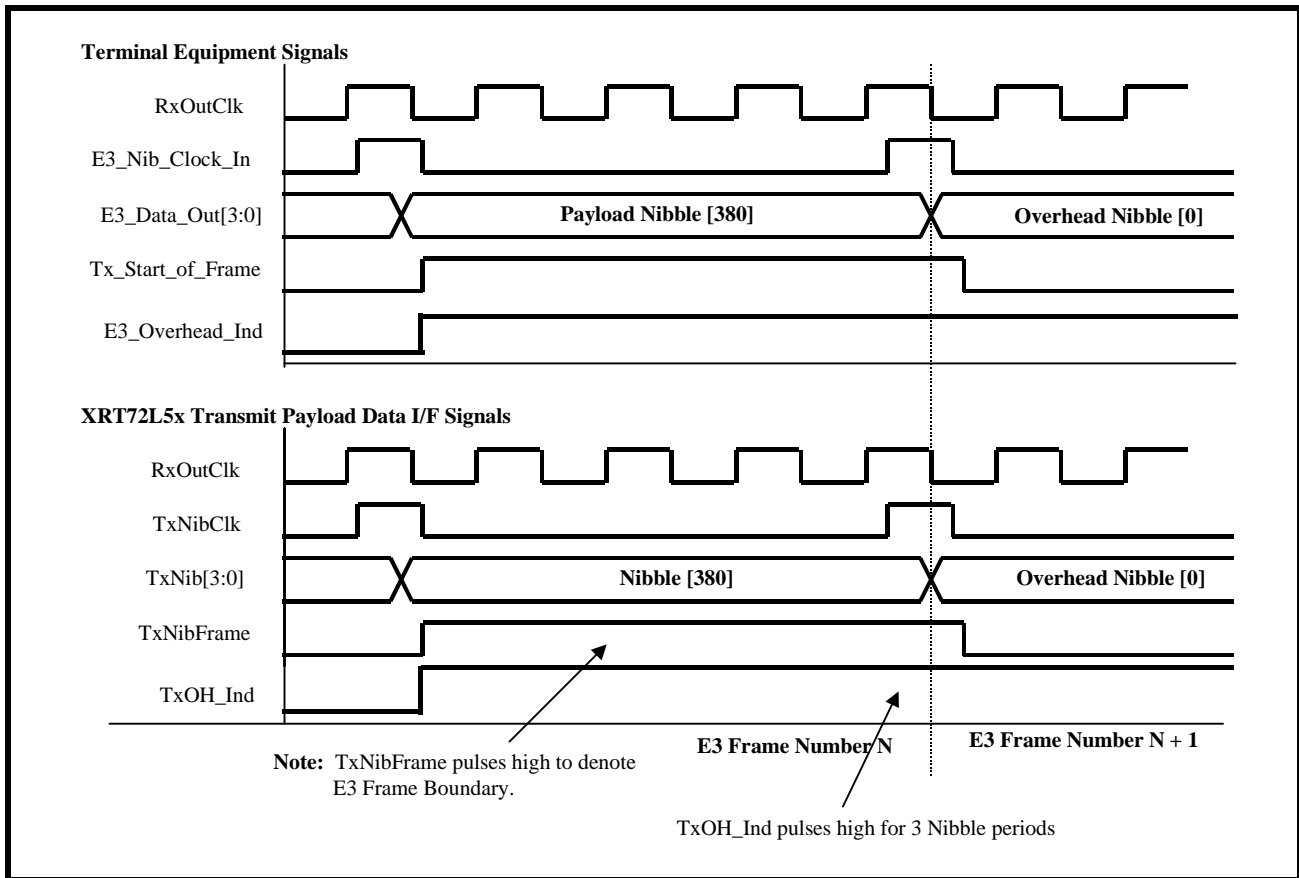 Terminal Equipment Signals
RxOutClk
E3_Nib_Clock_In
E3_Data_Out[3:0]
Payload Nibble [380]
Overhead Nibble [0]
Tx_Start_of_Frame
E3_Overhead_Ind
XRT72L5x Transmit Payload Data I/F Signals
RxOutClk
TxNibClk
TxNib[3:0]
Nibble [380]
Overhead Nibble [0]
TxNibFrame
TxOH_Ind
E3 Frame Number N
E3 Frame Number N + 1
Note: TxNibFrame pulses high to denote
E3 Frame Boundary.
TxOH_Ind pulses high for 3 Nibble periods